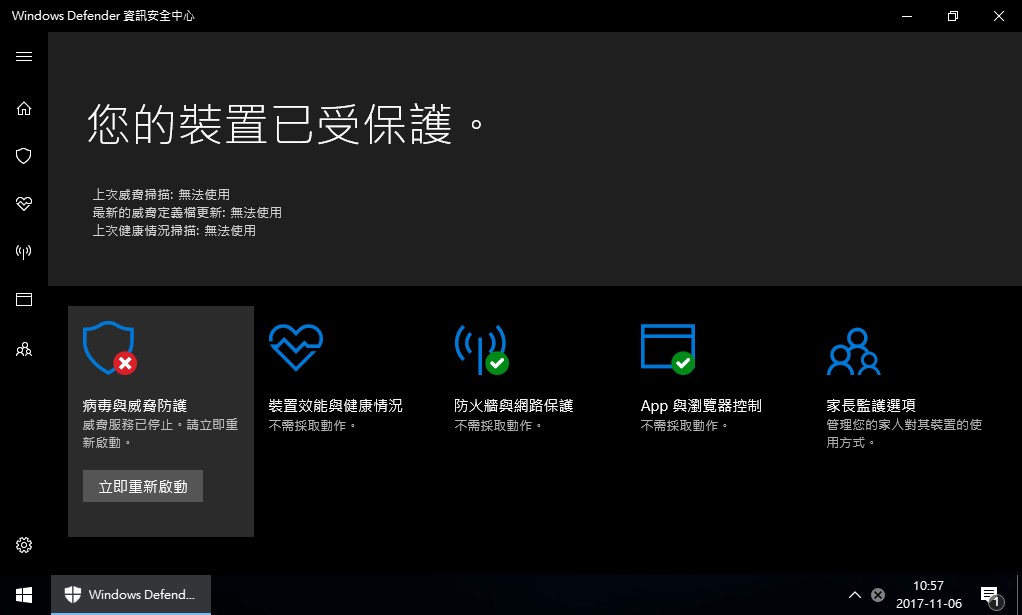 Windows Defender 資訊安全中心
您的裝置已受保護。
上次威脅掃描: 無法使用
最新的威脅定義檔更新: 無法使用
上次健康情況掃描: 無法使用
病毒與威脅防護
威脅服務已停止。請立即重
新啟動。
立即重新啟動
裝置效能與健康情況
不需採取動作。
防火牆與網路保護
不需採取動作。
App 與瀏覽器控制
不需採取動作。
家長監護選項
管理您的家人對其裝置的使
用方式。
Windows Defend...
10:57
2017-11-06
1